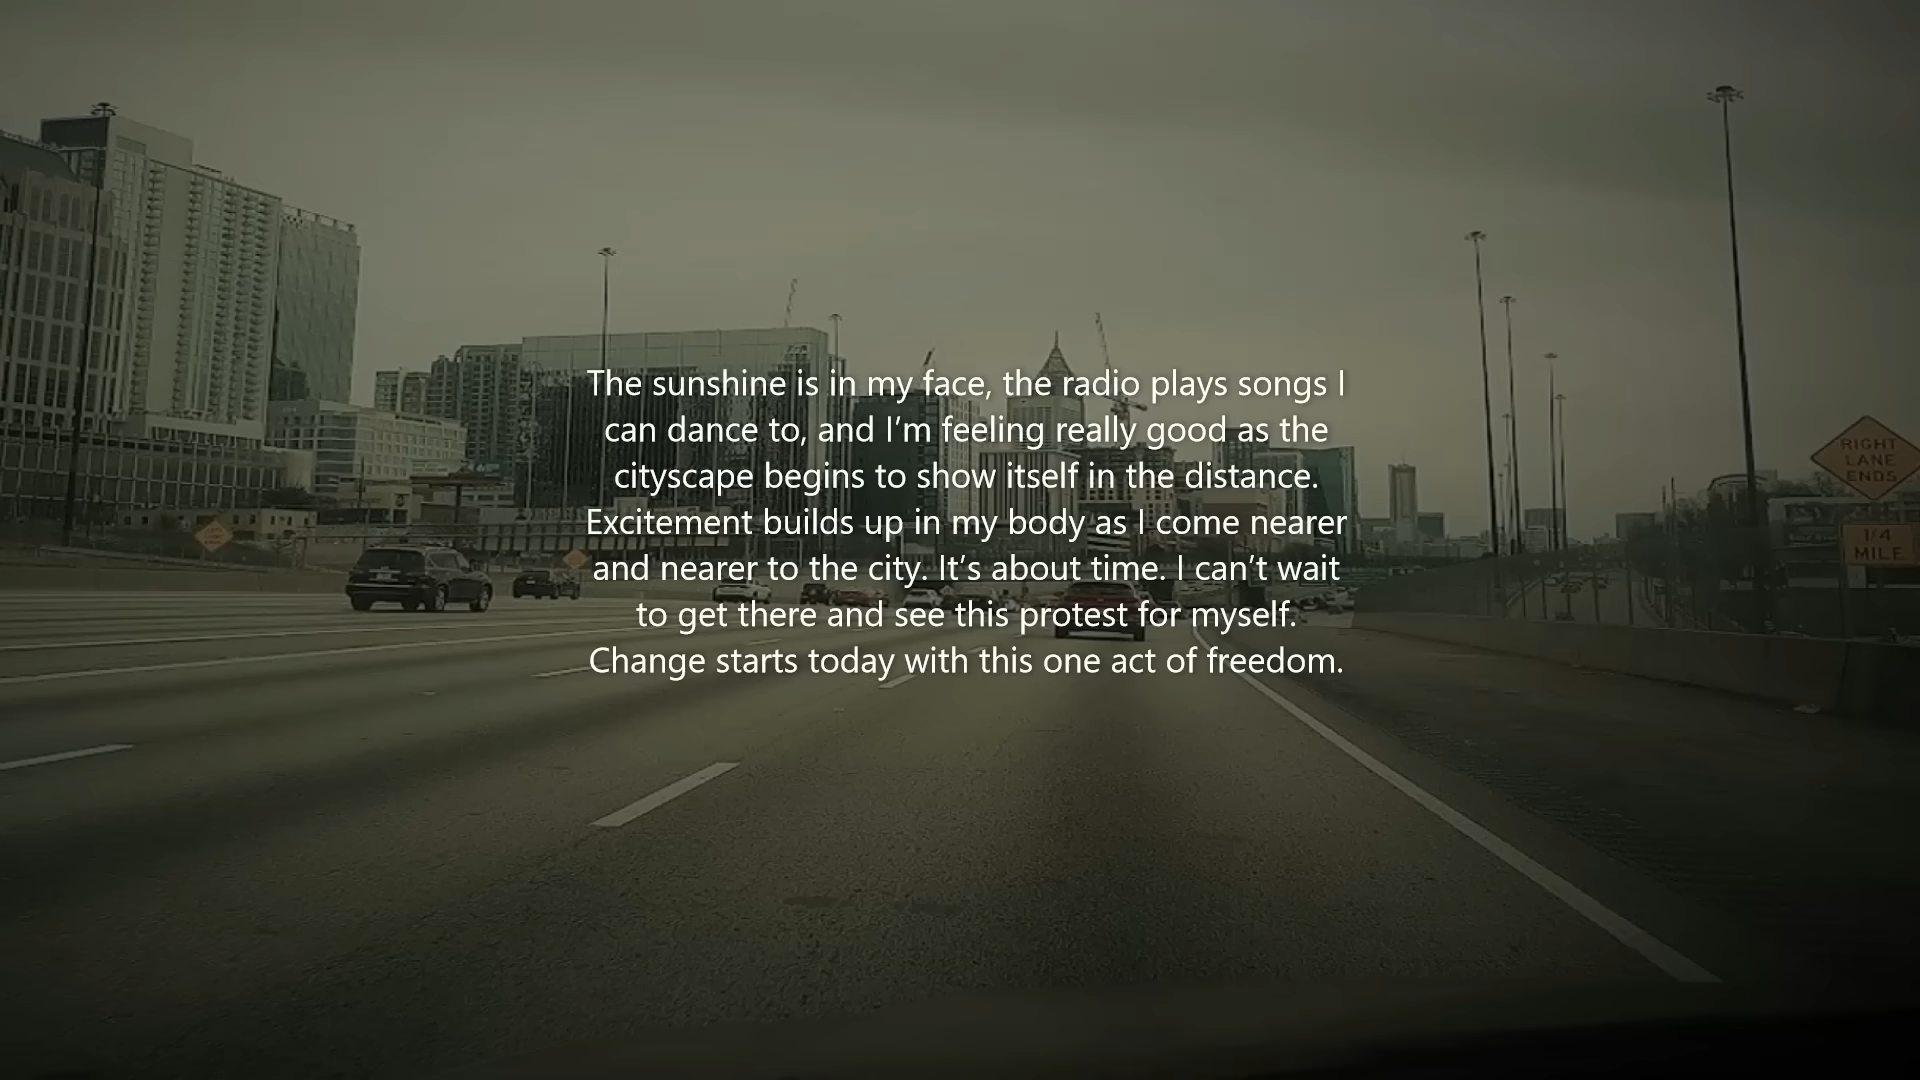 The sunshine is in my face, the radio plays songs I
can dance to, and I’m feeling really good as the
cityscape begins to show itself in the distance.
Excitement builds up in my body as I come nearer
and nearer to the city. It’s about time. I can’t wait
to get there and see this protest for myself.
Change starts today with this one act of freedom.
RIGHT
LANE
ENDS
1/4
MILE